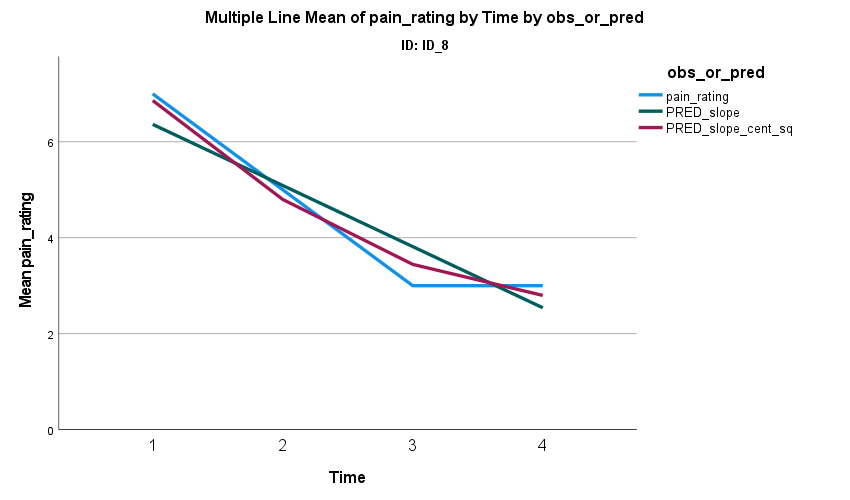 Multiple Line Mean of pain_rating by Time by obs_or_pred
ID: ID_8
obs_or_pred
pain_rating
PRED_slope
PRED_slope_cent_sq
Mean pain_rating
6
4
2
0
1 2 3 4
Time